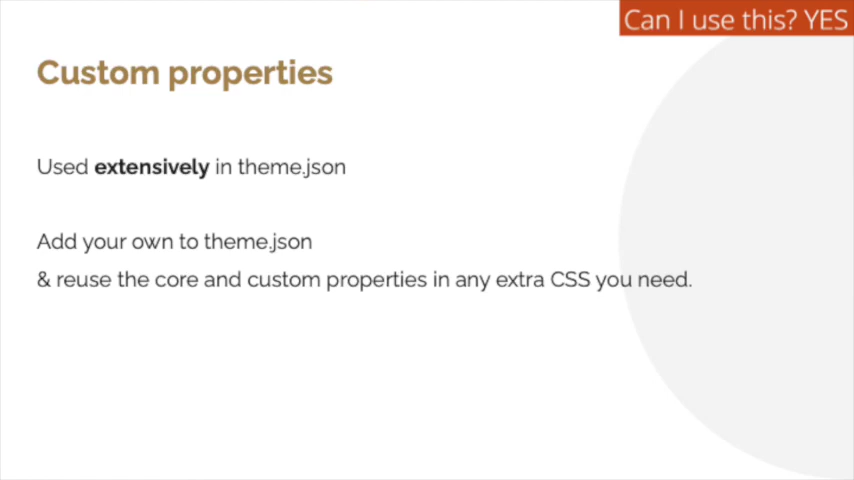 Can I use this? YES
Custom properties
Used extensively in theme.json
Add your own to theme.json
& reuse the core and custom properties in any extra CSS you need.